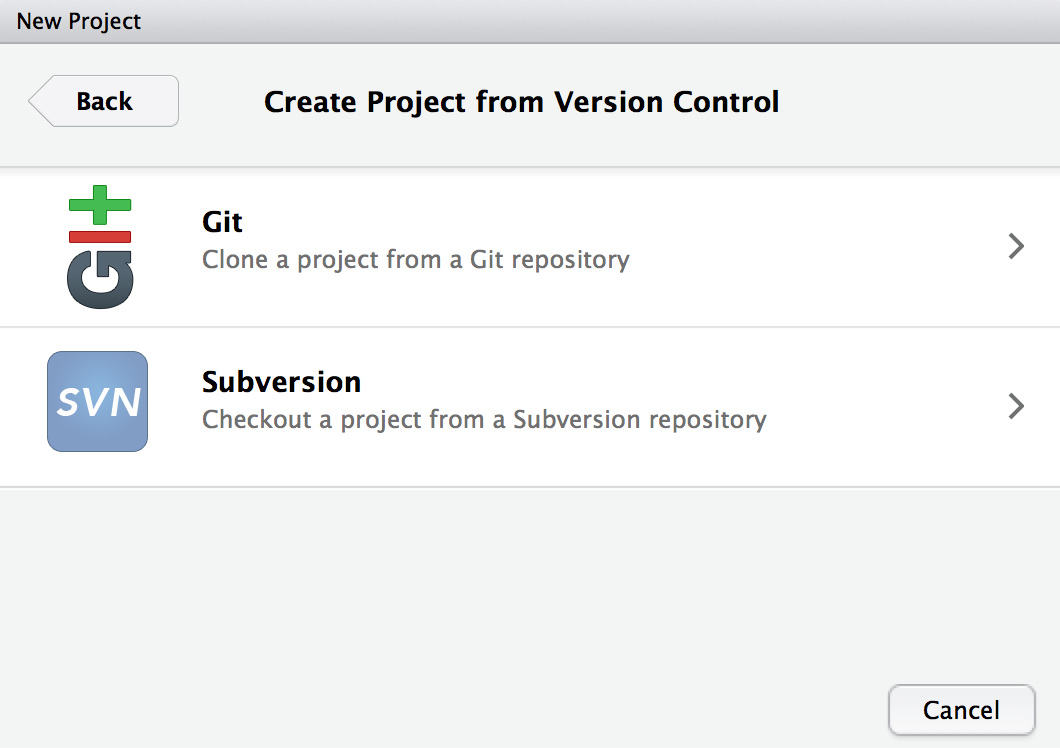 New Project
Back
Create Project from Version Control
Git
Git
Clone a project from a Git repository
SVN
Subversion
Checkout a project from a Subversion repository
Cancel